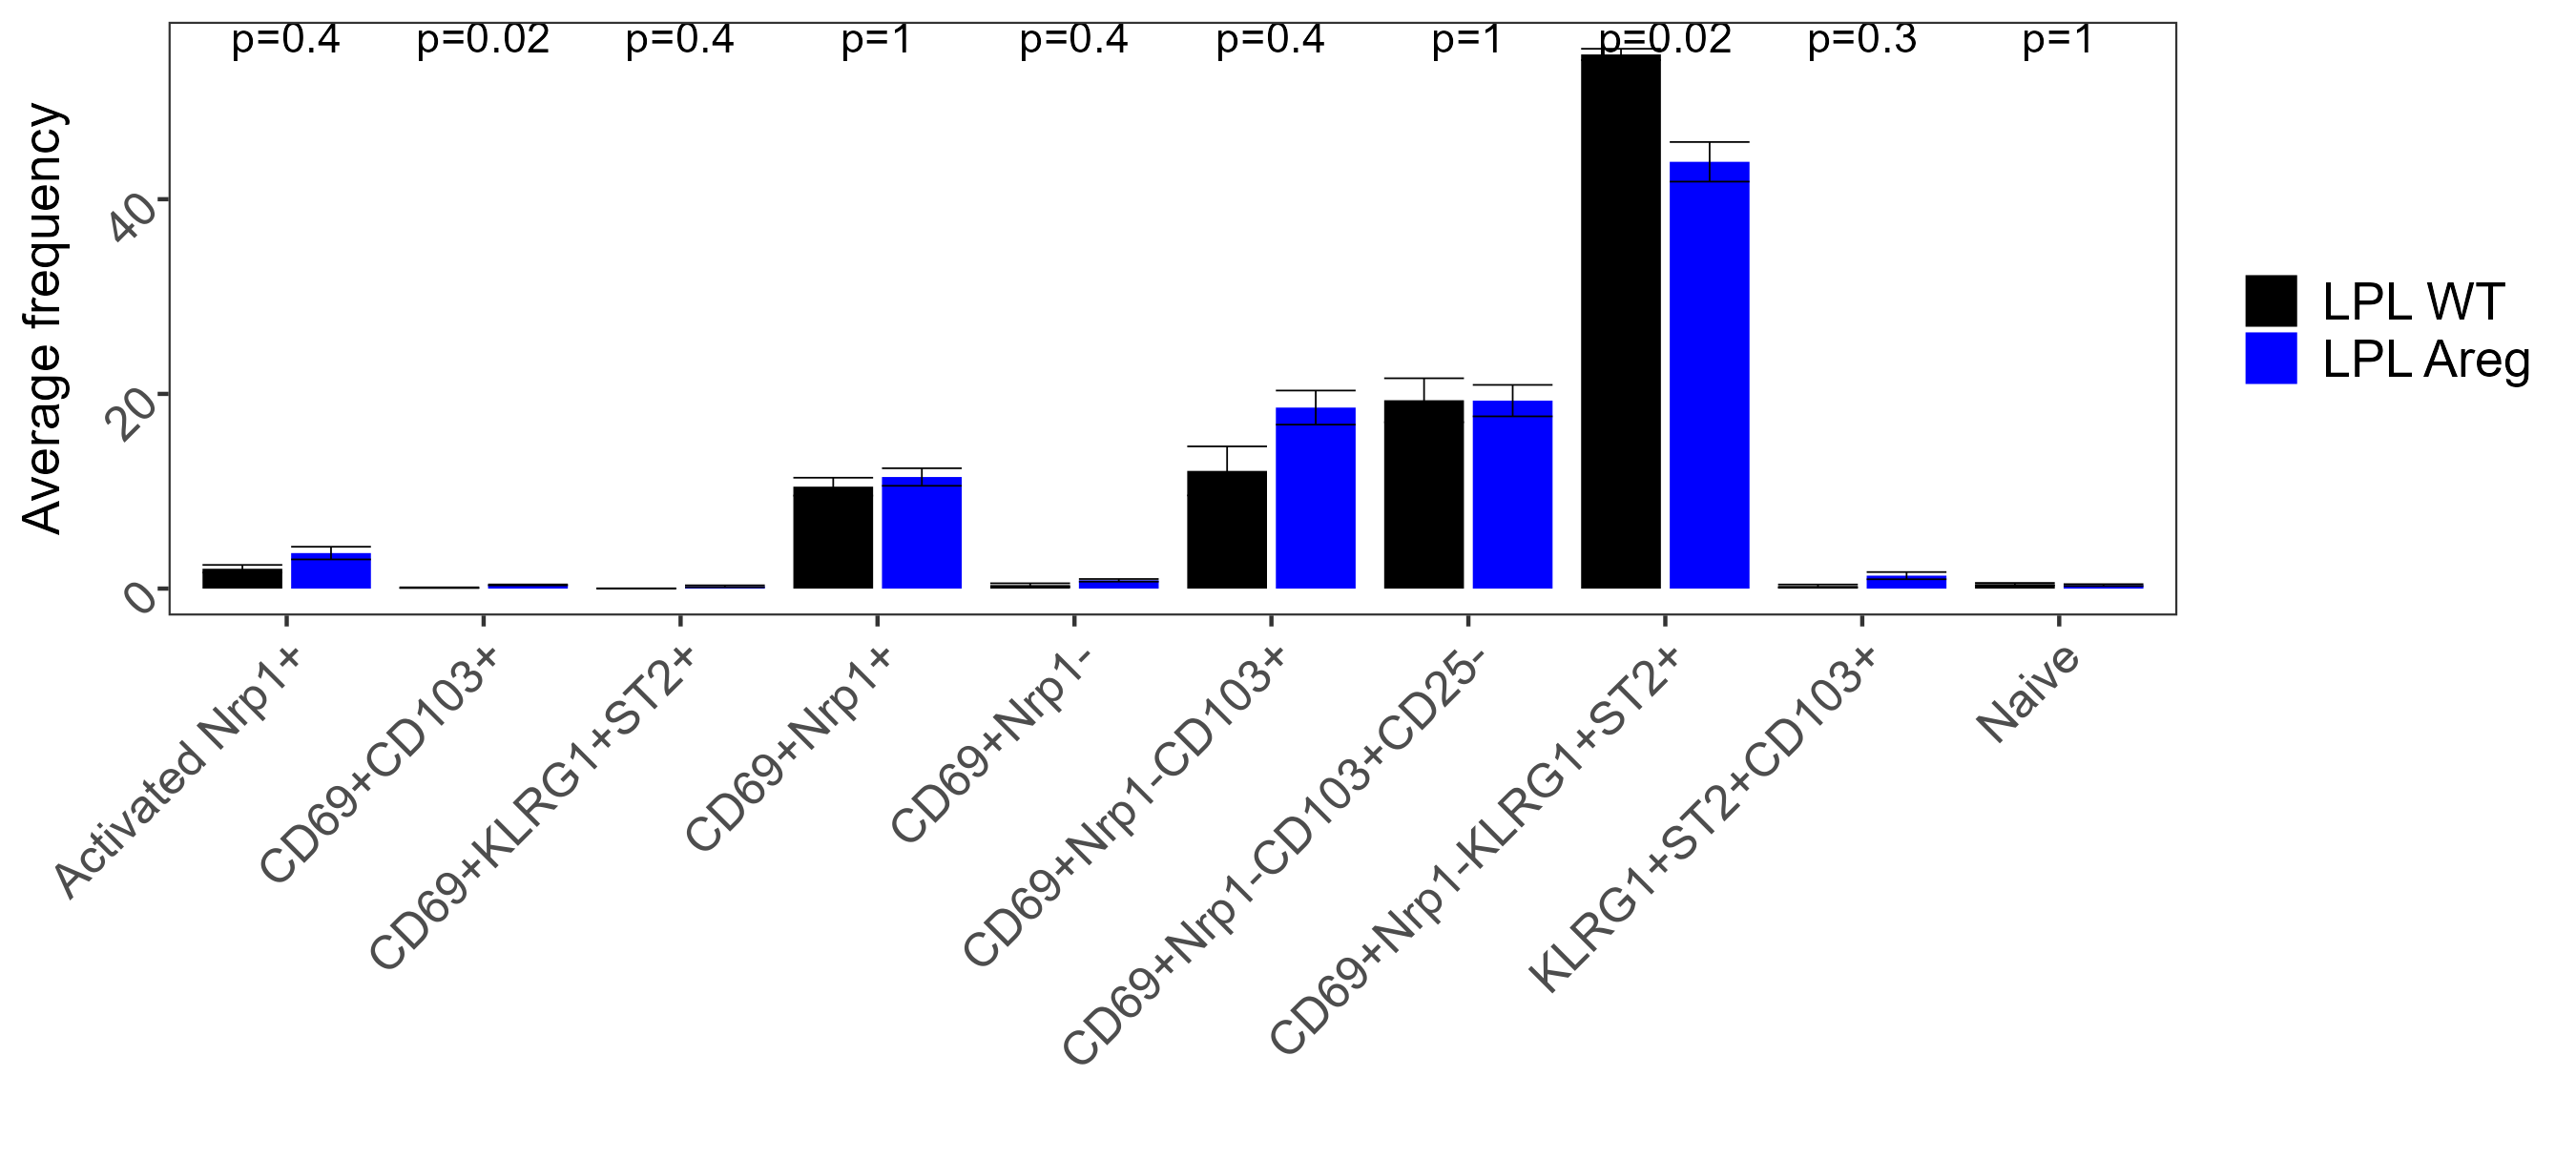 p=0.4 p=0.02 p=0.4 p=1 p=0.4 p=0.4 p=1 p=0.02 p=0.3 p=1
Average frequency
40
20
0
LPL WT
LPL Areg
Activated Nrp1+
CD69+CD103+
CD69+KLRG1+ST2+
CD69+Nrp1+
CD69+Nrp1-
CD69+Nrp1-CD103+
CD69+Nrp1-CD103+CD25-
CD69+Nrp1-KLRG1+ST2+
KLRG1+ST2+CD103+
Naive